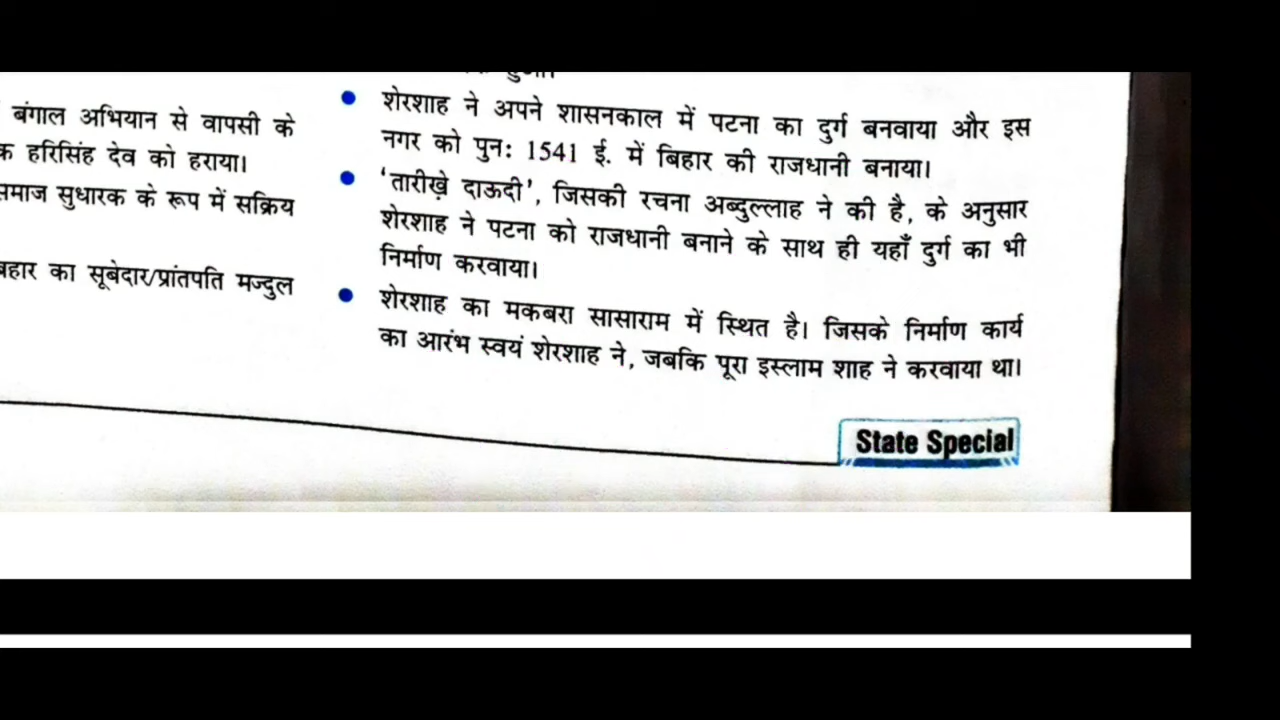 बंगाल अभियान से वापसी के
हरिसिंह देव को हराया।
समाज सुधारक के रूप में सक्रिय
का सूबेदार/प्रांतपति मज्दुल
शेरशाह ने अपने शासनकाल में पटना का दुर्ग बनवाया और इस
नगर को पुन: 1541 ई. में बिहार की राजधानी बनाया।
‘तारीख़े दाऊदी’, जिसकी रचना अब्दुल्लाह ने की है, के अनुसार
शेरशाह ने पटना को राजधानी बनाने के साथ ही यहाँ दुर्ग का भी
निर्माण करवाया।
शेरशाह का मकबरा सासाराम में स्थित है। जिसके निर्माण कार्य
का आरंभ स्वयं शेरशाह ने, जबकि पूरा इस्लाम शाह ने करवाया था।
State Special